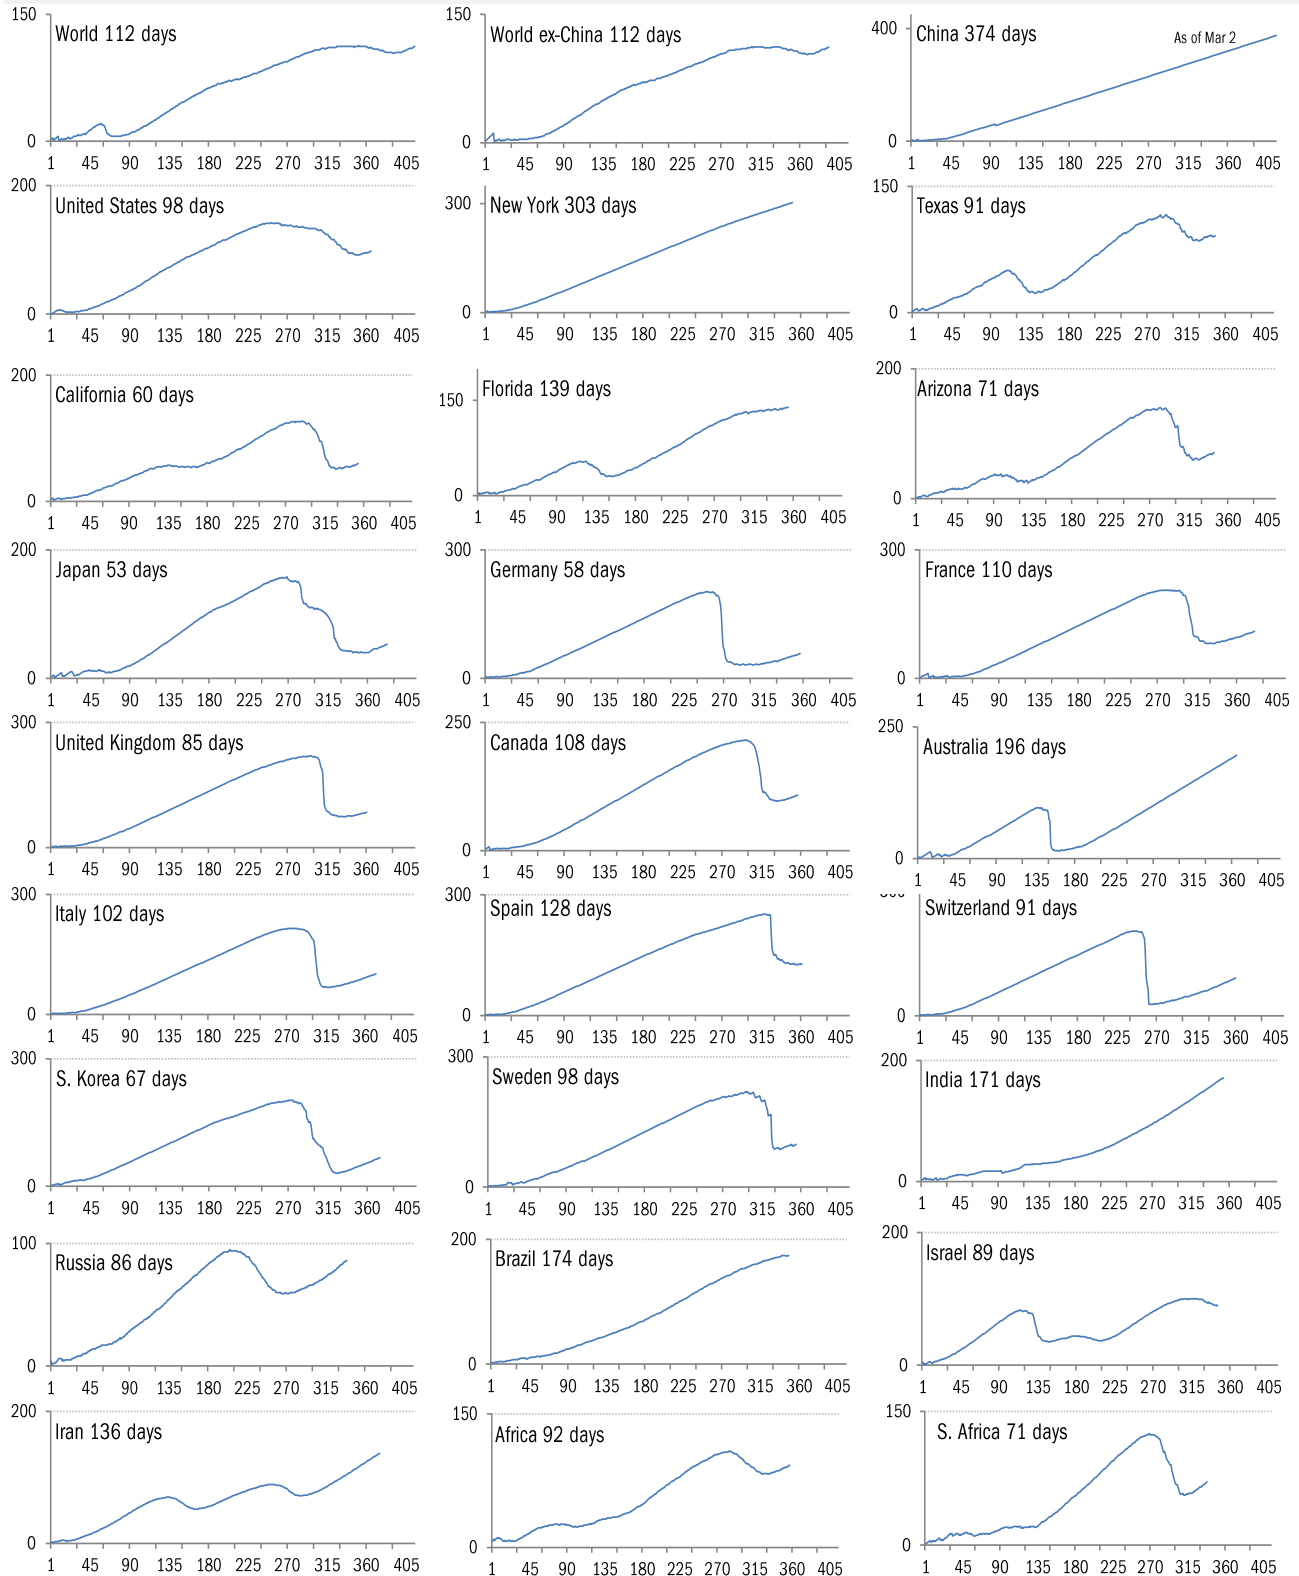 150
World 112 days
0
1 45 90 135 180 225 270 315 360 405
150
World ex-China 112 days
0
1 45 90 135 180 225 270 315 360 405
400
China 374 days
As of Mar 2
0
1 45 90 135 180 225 270 315 360 405
200
United States 98 days
0
1 45 90 135 180 225 270 315 360 405
300
New York 303 days
0
1 45 90 135 180 225 270 315 360 405
150
Texas 91 days
0
1 45 90 135 180 225 270 315 360 405
200
California 60 days
0
1 45 90 135 180 225 270 315 360 405
150
Florida 139 days
0
1 45 90 135 180 225 270 315 360 405
200
Arizona 71 days
0
1 45 90 135 180 225 270 315 360 405
200
Japan 53 days
0
1 45 90 135 180 225 270 315 360 405
300
Germany 58 days
0
1 45 90 135 180 225 270 315 360 405
300
France 110 days
0
1 45 90 135 180 225 270 315 360 405
300
United Kingdom 85 days
0
1 45 90 135 180 225 270 315 360 405
250
Canada 108 days
0
1 45 90 135 180 225 270 315 360 405
250
Australia 196 days
0
1 45 90 135 180 225 270 315 360 405
300
Italy 102 days
0
1 45 90 135 180 225 270 315 360 405
300
Spain 128 days
0
1 45 90 135 180 225 270 315 360 405
Switzerland 91 days
0
1 45 90 135 180 225 270 315 360 405
300
S. Korea 67 days
0
1 45 90 135 180 225 270 315 360 405
300
Sweden 98 days
0
1 45 90 135 180 225 270 315 360 405
200
India 171 days
0
1 45 90 135 180 225 270 315 360 405
100
Russia 86 days
0
1 45 90 135 180 225 270 315 360 405
200
Brazil 174 days
0
1 45 90 135 180 225 270 315 360 405
200
Israel 89 days
0
1 45 90 135 180 225 270 315 360 405
200
Iran 136 days
0
1 45 90 135 180 225 270 315 360 405
150
Africa 92 days
0
1 45 90 135 180 225 270 315 360 405
150
S. Africa 71 days
0
1 45 90 135 180 225 270 315 360 405